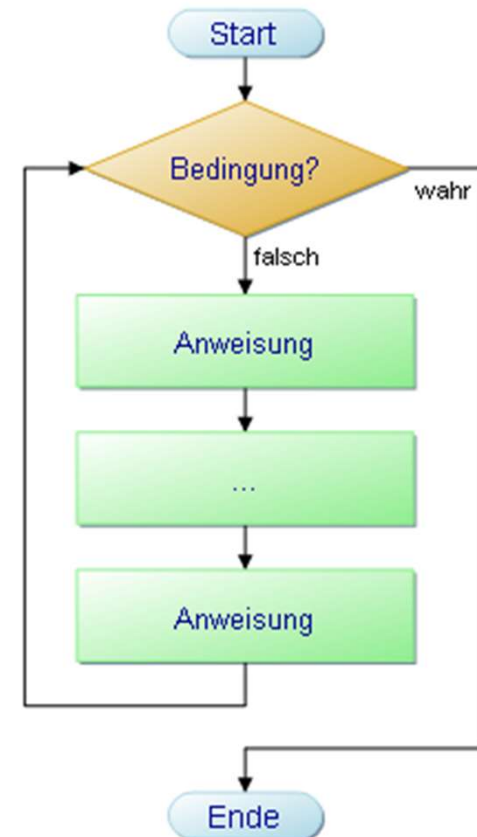 Start
Bedingung?
wahr
falsch
Anweisung
...
Anweisung
Ende